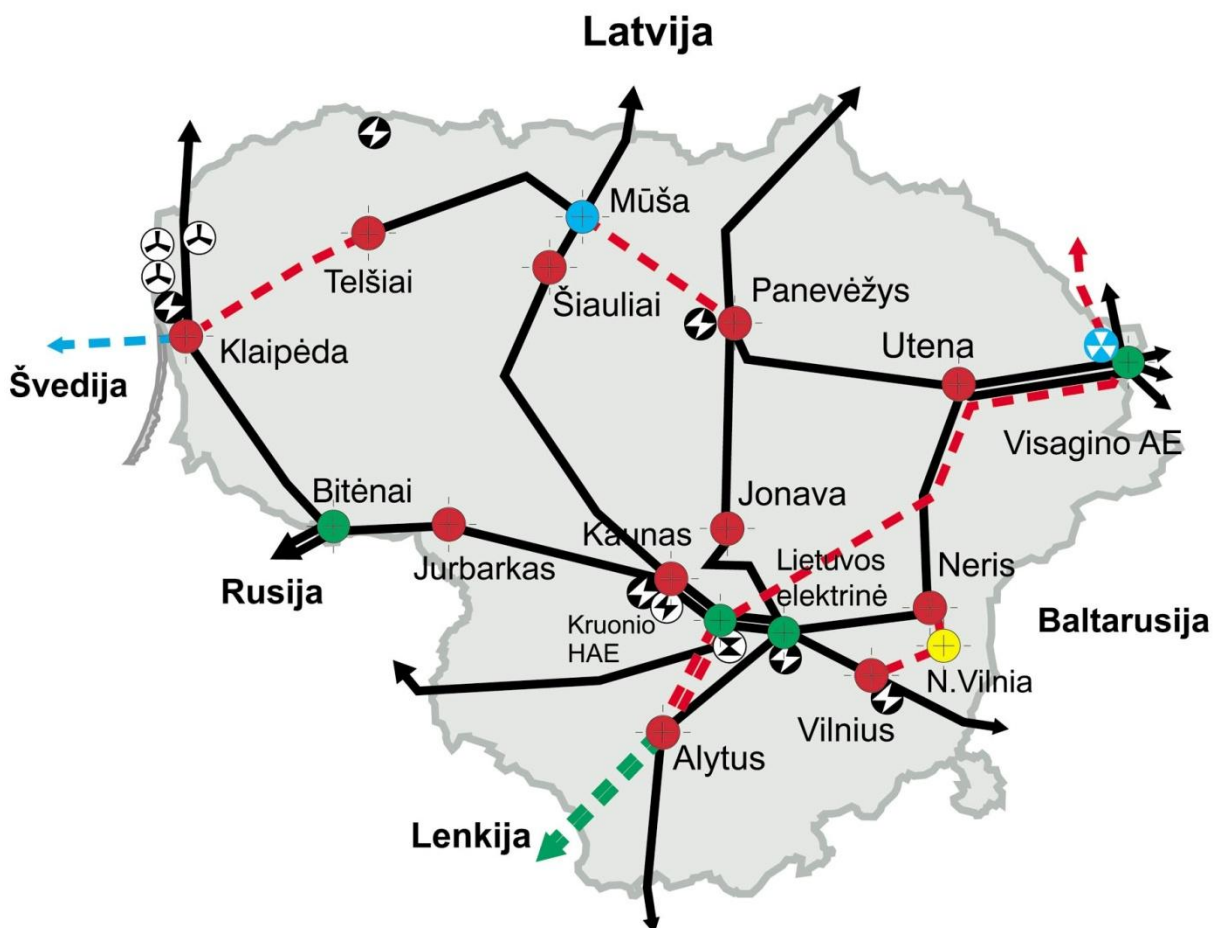 Latvija
Mūša
Telšiai
Šiauliai
Panevėžys
Klaipėda
Utena
Švedija
Visagino AE
Bitėnai
Jonava
Kaunas
Jurbarkas
Lietuvos
elektrinė
Neris
Rusija
Kruonio
HAE
Baltarusija
N.Vilnia
Vilnius
Alytus
Lenkija